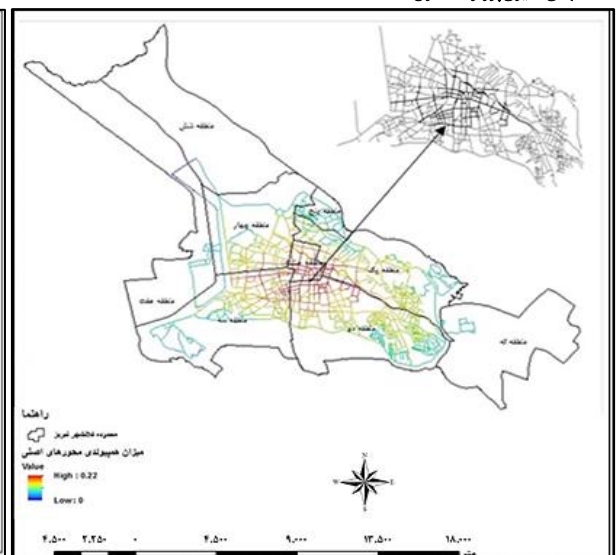 منطقه شش
منطقه پنج
منطقه چهار
منطقه یک
منطقه هفت
منطقه سه
منطقه دو
منطقه نه
راهنما
محدوده کلانشهر تبریز
میزان همپیوندی محورهای اصلی
Value
High : 0.22
Low : 0
N
W E
S
۴.۵۰۰ ۲.۲۵۰ ۰ ۴.۵۰۰ ۹.۰۰۰ ۱۳.۵۰۰ ۱۸.۰۰۰